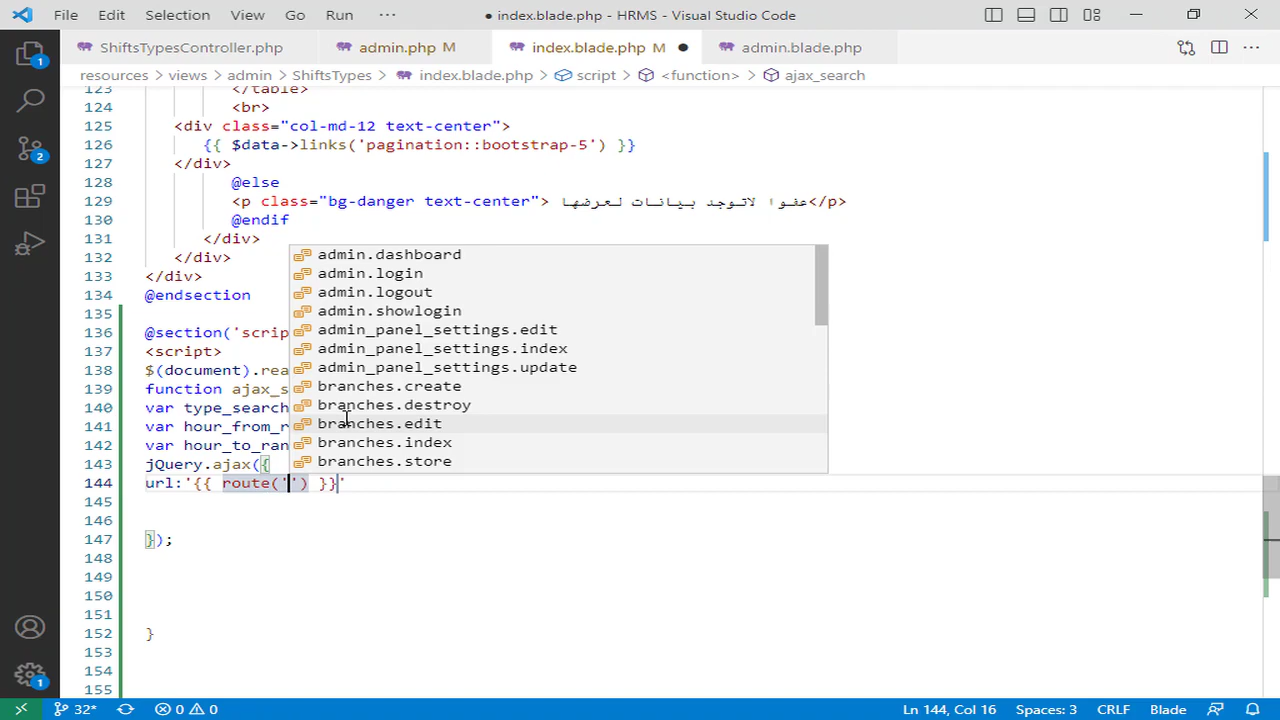 File Edit Selection View Go Run ··· ● index.blade.php - HRMS - Visual Studio Code
ShiftsTypesController.php admin.php M index.blade.php M ● admin.blade.php ···
resources > views > admin > ShiftsTypes > index.blade.php > script > <function> > ajax_search
123 </table>
124 <br>
125 <div class="col-md-12 text-center">
126 {{ $data->links('pagination::bootstrap-5') }}
127 </div>
128 @else
129 <p class="bg-danger text-center"> عفوا لاتوجد بيانات لعرضها</p>
130 @endif
131 </div>
132 </div>
133 </div>
134 @endsection
135
136 @section('scrip
137 <script>
138 $(document).rea
139 function ajax_s
140 var type_search
141 var hour_from_r
142 var hour_to_ran
143 jQuery.ajax({
144 url:'{{ route('') }}'
145
146
147 });
148
149
150
151
152 }
153
154
155
admin.dashboard
admin.login
admin.logout
admin.showlogin
admin_panel_settings.edit
admin_panel_settings.index
admin_panel_settings.update
branches.create
branches.destroy
branches.edit
branches.index
branches.store
1
2
1
32* 0 0 Ln 144, Col 16 Spaces: 3 CRLF Blade